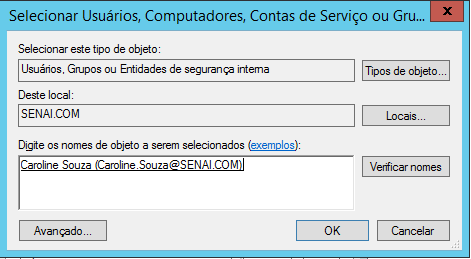 Selecionar Usuários, Computadores, Contas de Serviço ou Gru...
x
Selecionar este tipo de objeto:
Usuários, Grupos ou Entidades de segurança interna
Tipos de objeto...
Deste local:
SENAI.COM
Locais...
Digite os nomes de objeto a serem selecionados (exemplos):
Caroline Souza (Caroline.Souza@SENAI.COM)
Verificar nomes
Avançado...
OK
Cancelar